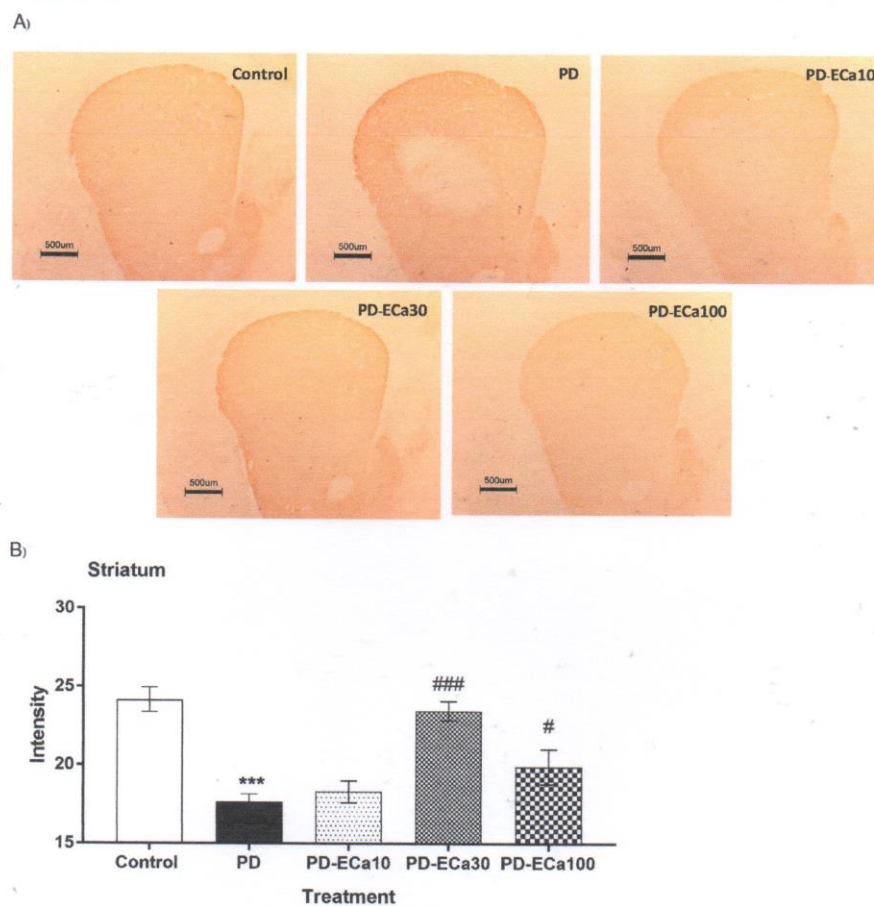 A)
Control
PD
PD-ECa10
500um
500um
500um
PD-ECa30
PD-ECa100
500um
500um
B)
Striatum
30
25
20
15
Intensity
***
###
#
Control PD PD-ECa10 PD-ECa30 PD-ECa100
Treatment